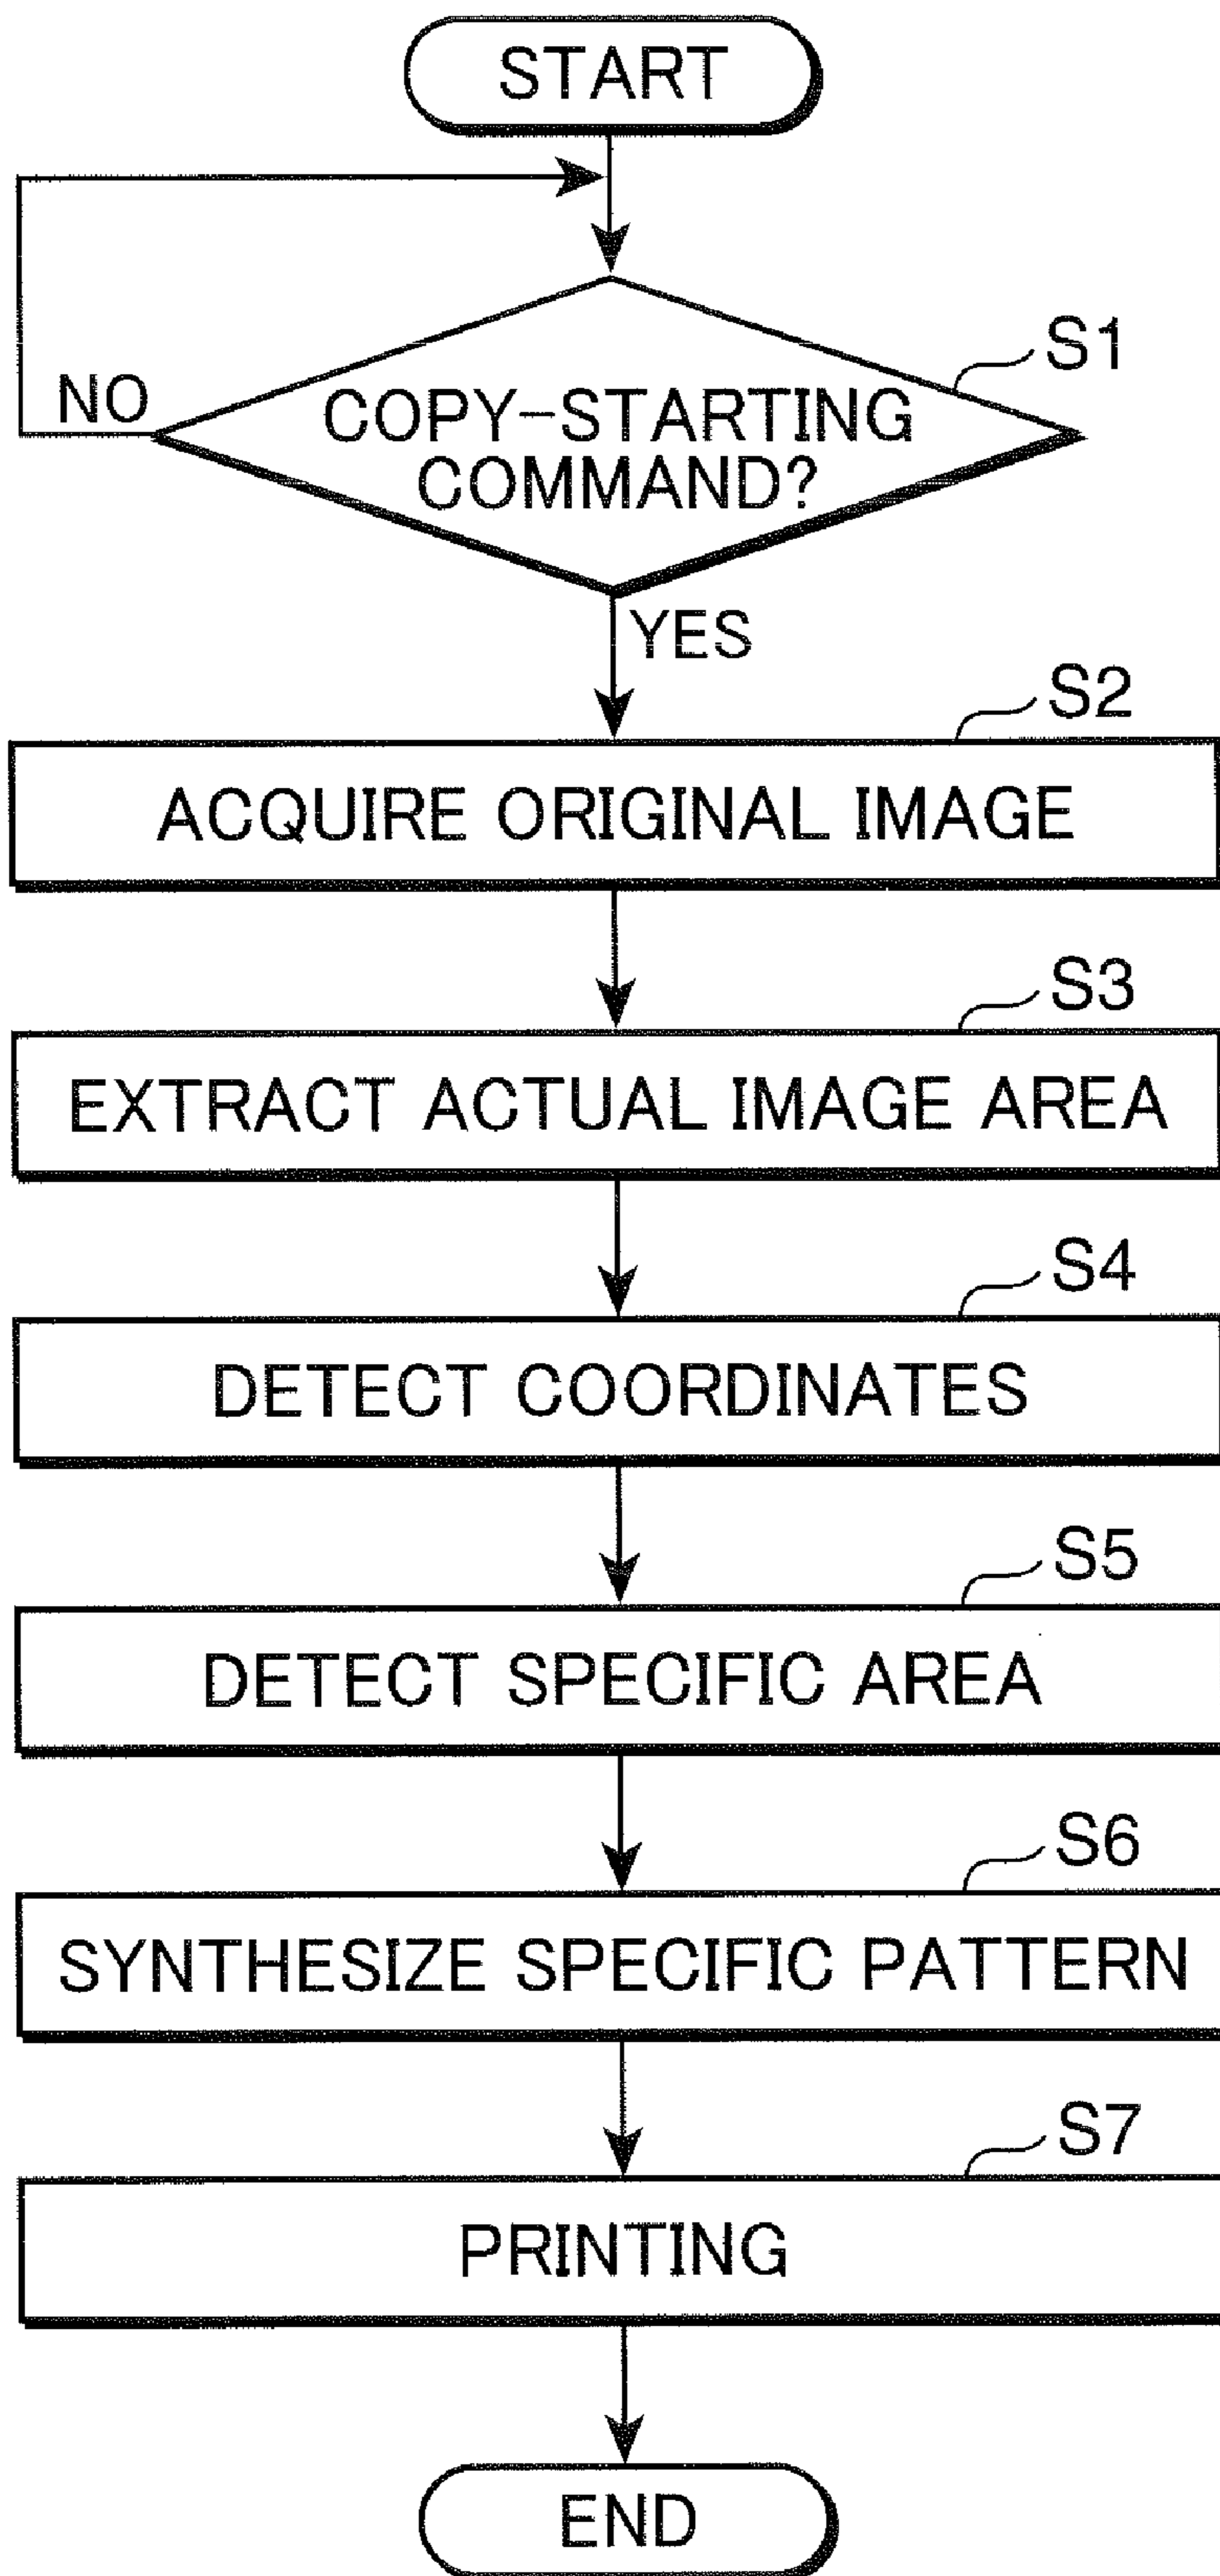 START
S1
NO
COPY-STARTING
COMMAND?
YES
S2
ACQUIRE ORIGINAL IMAGE
S3
EXTRACT ACTUAL IMAGE AREA
S4
DETECT COORDINATES
S5
DETECT SPECIFIC AREA
S6
SYNTHESIZE SPECIFIC PATTERN
S7
PRINTING
END